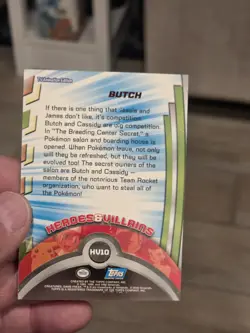 BUTCH
If there is one thing that Jessie and
James don't like, it's competition.
Butch and Cassidy are big competition.
In "The Breeding Center Secret," a
Pokémon salon and boarding house is
opened. When Pokémon leave, not only
will they be refreshed, but they will be
evolved too! The secret owners of the
salon are Butch and Cassidy —
members of the notorious Team Rocket
organization, who want to steal all of
the Pokémon!
HEROES & VILLAINS
HV10
Topps